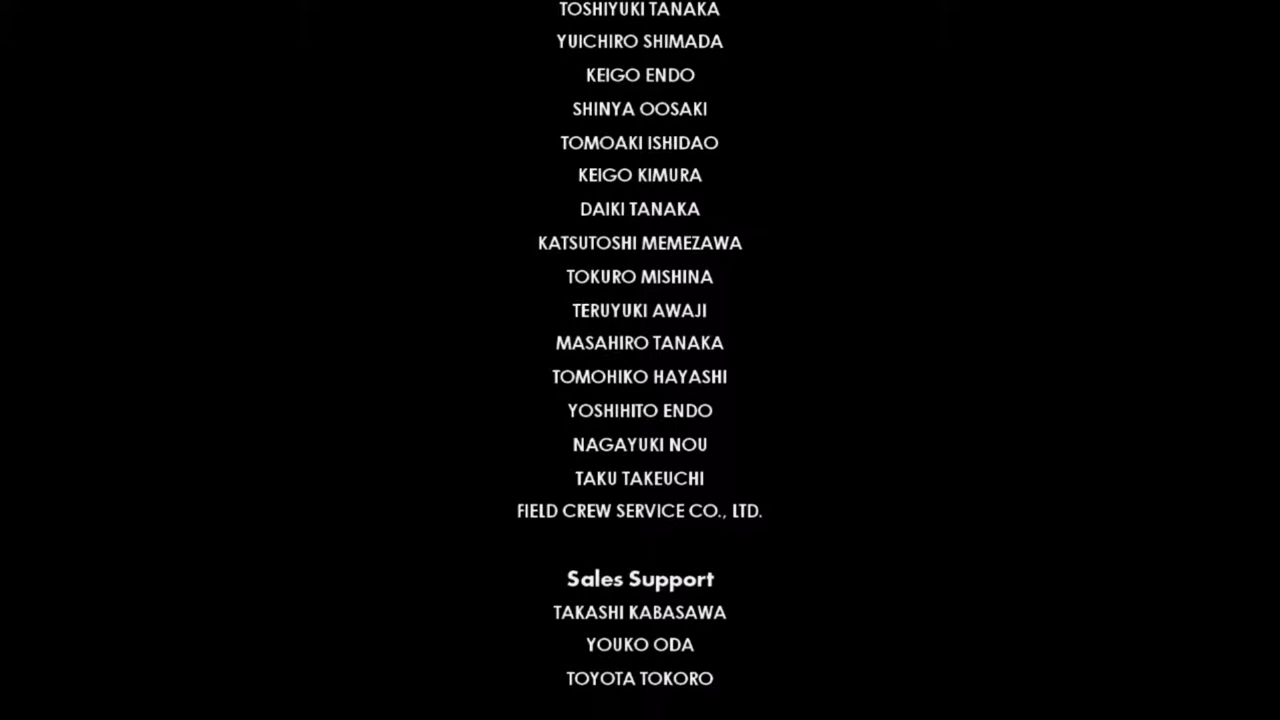 TOSHIYUKI TANAKA
YUICHIRO SHIMADA
KEIGO ENDO
SHINYA OOSAKI
TOMOAKI ISHIDAO
KEIGO KIMURA
DAIKI TANAKA
KATSUTOSHI MEMEZAWA
TOKURO MISHINA
TERUYUKI AWAJI
MASAHIRO TANAKA
TOMOHIKO HAYASHI
YOSHIHITO ENDO
NAGAYUKI NOU
TAKU TAKEUCHI
FIELD CREW SERVICE CO., LTD.
Sales Support
TAKASHI KABASAWA
YOUKO ODA
TOYOTA TOKORO